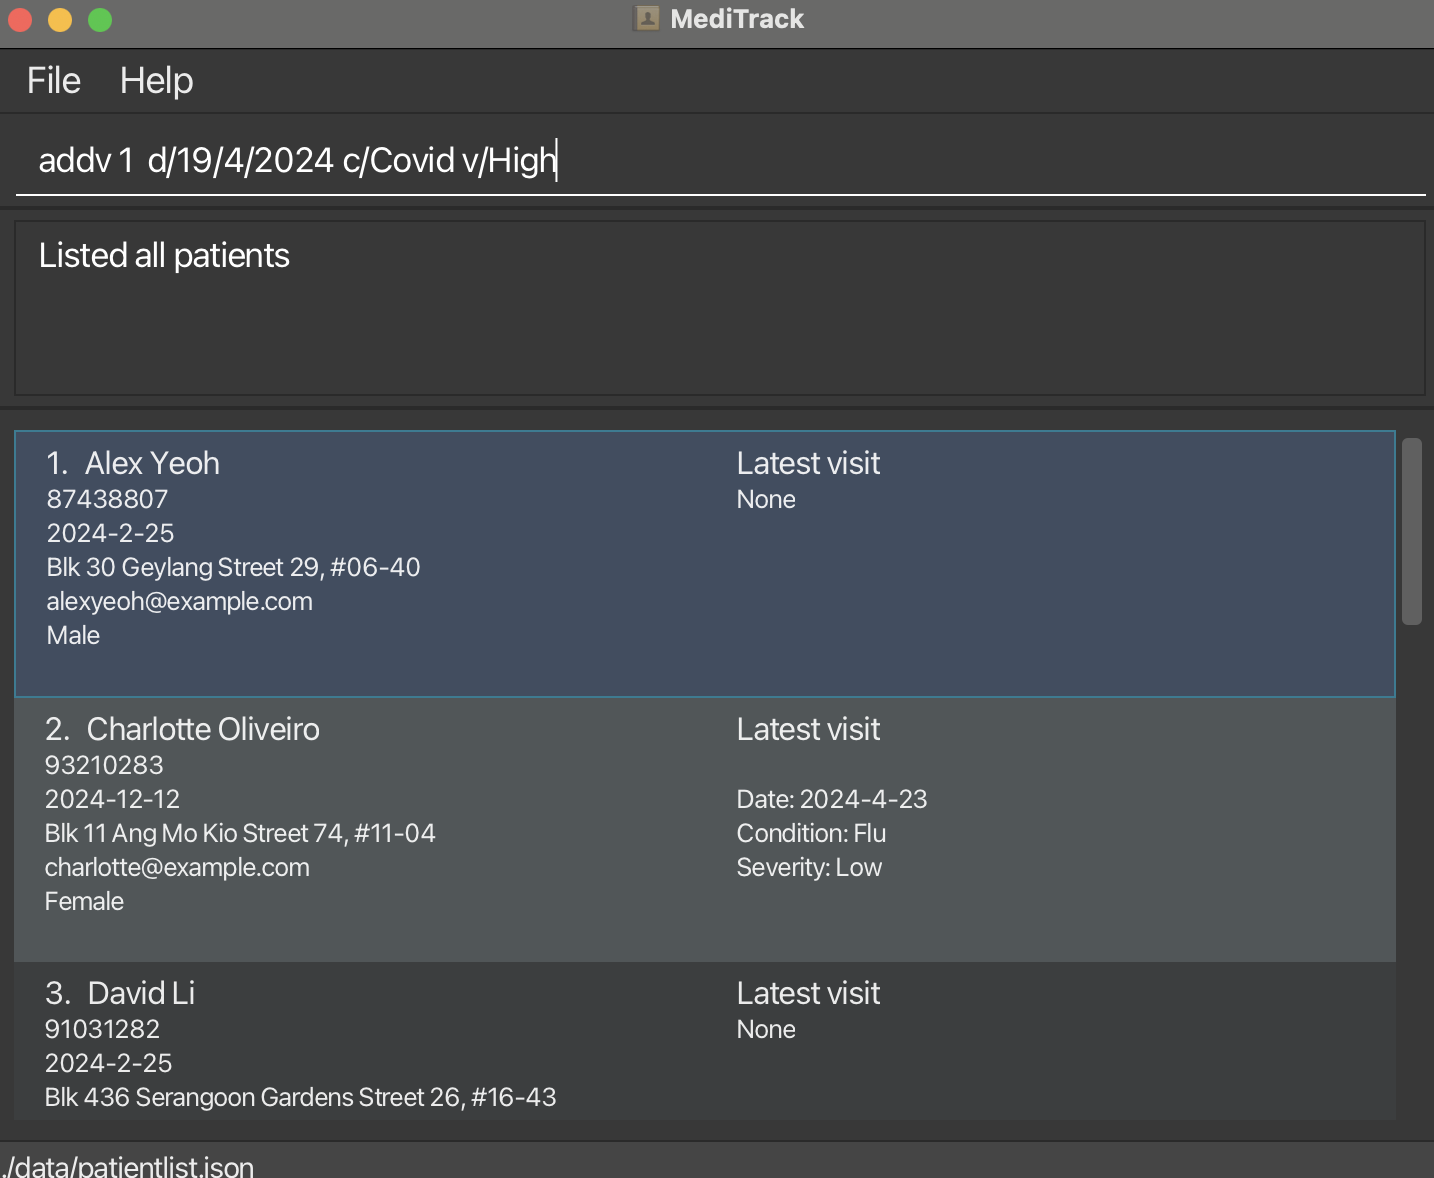 MediTrack
File Help
addv 1  d/19/4/2024 c/Covid v/High
Listed all patients
1. Alex Yeoh
87438807
2024-2-25
Blk 30 Geylang Street 29, #06-40
alexyeoh@example.com
Male
Latest visit
None
2. Charlotte Oliveiro
93210283
2024-12-12
Blk 11 Ang Mo Kio Street 74, #11-04
charlotte@example.com
Female
Latest visit
Date: 2024-4-23
Condition: Flu
Severity: Low
3. David Li
91031282
2024-2-25
Blk 436 Serangoon Gardens Street 26, #16-43
Latest visit
None
./data/patientlist.json